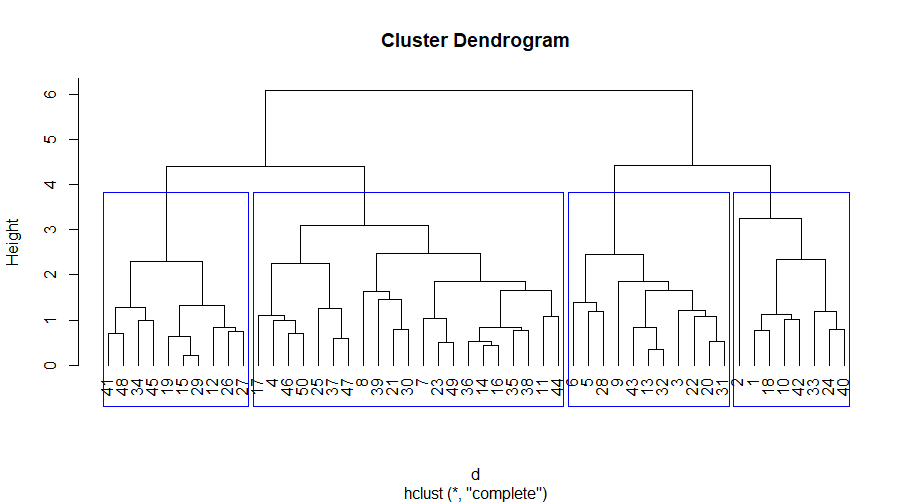 Cluster Dendrogram
Height
0 1 2 3 4 5 6
41 48 34 45 19 15 29 12 26 27 17 4 46 50 25 37 47 8 39 21 30 7 23 49 36 14 16 35 38 11 44 6 5 28 9 43 13 32 3 22 20 31 2 1 18 10 42 33 24 40
d
hclust (*, "complete")